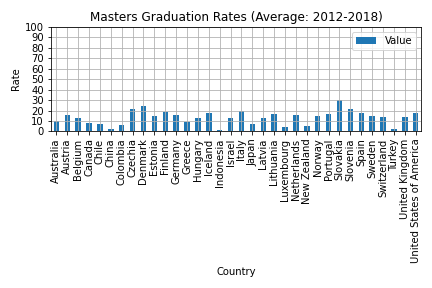 Masters Graduation Rates (Average: 2012-2018)
Value
Rate
100
90
80
70
60
50
40
30
20
10
0
Australia
Austria
Belgium
Canada
Chile
China
Colombia
Czechia
Denmark
Estonia
Finland
Germany
Greece
Hungary
Iceland
Indonesia
Israel
Italy
Japan
Latvia
Lithuania
Luxembourg
Netherlands
New Zealand
Norway
Portugal
Slovakia
Slovenia
Spain
Sweden
Switzerland
Turkey
United Kingdom
United States of America
Country